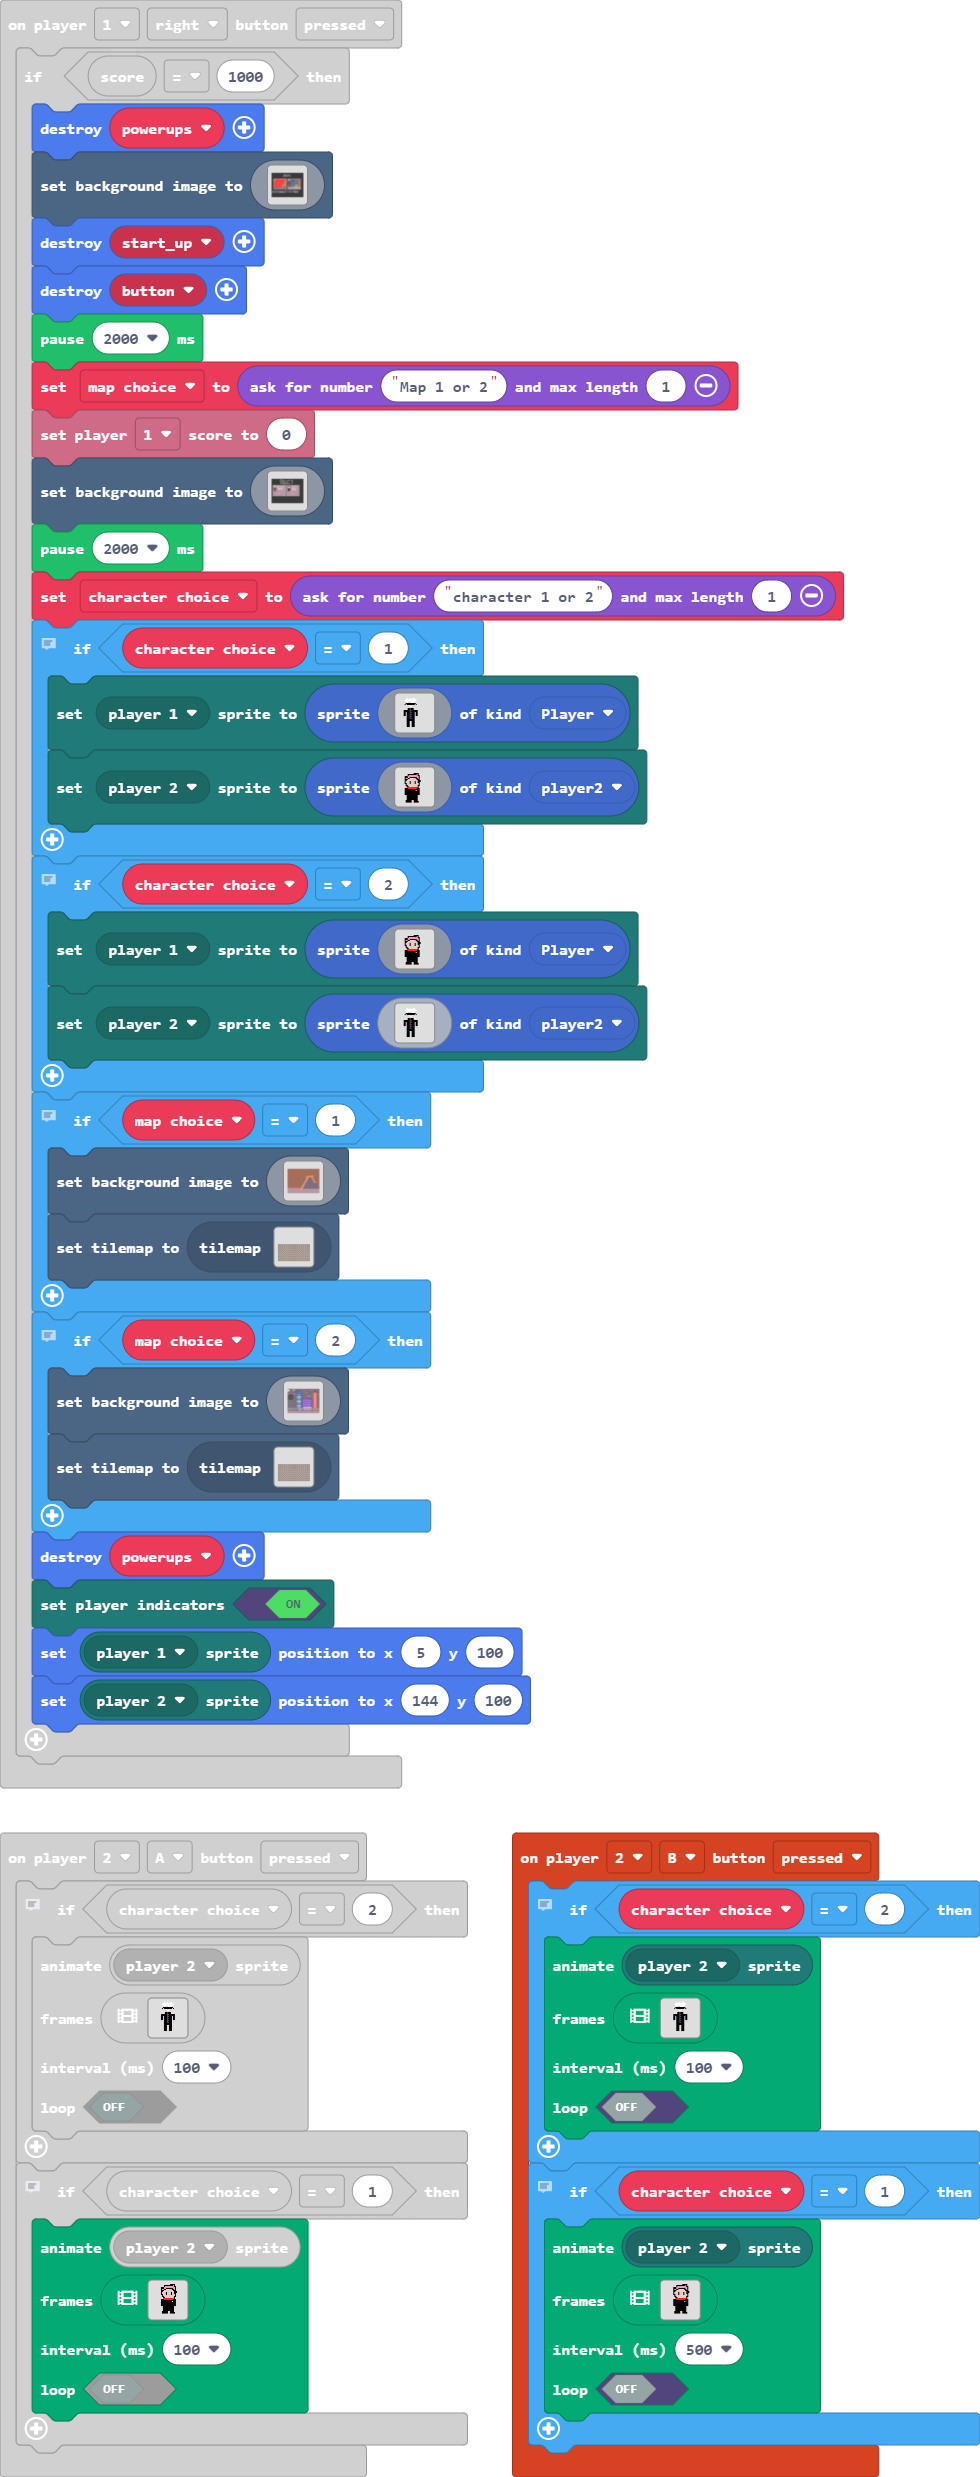 on player 1 right button pressed
if score = 1000 then
destroy powerups
set background image to
destroy start_up
destroy button
pause 2000 ms
set map choice to ask for number "Map 1 or 2" and max length 1
set player 1 score to 0
set background image to
pause 2000 ms
set character choice to ask for number "character 1 or 2" and max length 1
if character choice = 1 then
set player 1 sprite to sprite of kind Player
set player 2 sprite to sprite of kind player2
if character choice = 2 then
set player 1 sprite to sprite of kind Player
set player 2 sprite to sprite of kind player2
if map choice = 1 then
set background image to
set tilemap to tilemap
if map choice = 2 then
set background image to
set tilemap to tilemap
destroy powerups
set player indicators ON
set player 1 sprite position to x 5 y 100
set player 2 sprite position to x 144 y 100
on player 2 A button pressed
if character choice = 2 then
animate player 2 sprite
frames
interval (ms) 100
loop OFF
if character choice = 1 then
animate player 2 sprite
frames
interval (ms) 100
loop OFF
on player 2 B button pressed
if character choice = 2 then
animate player 2 sprite
frames
interval (ms) 100
loop OFF
if character choice = 1 then
animate player 2 sprite
frames
interval (ms) 500
loop OFF